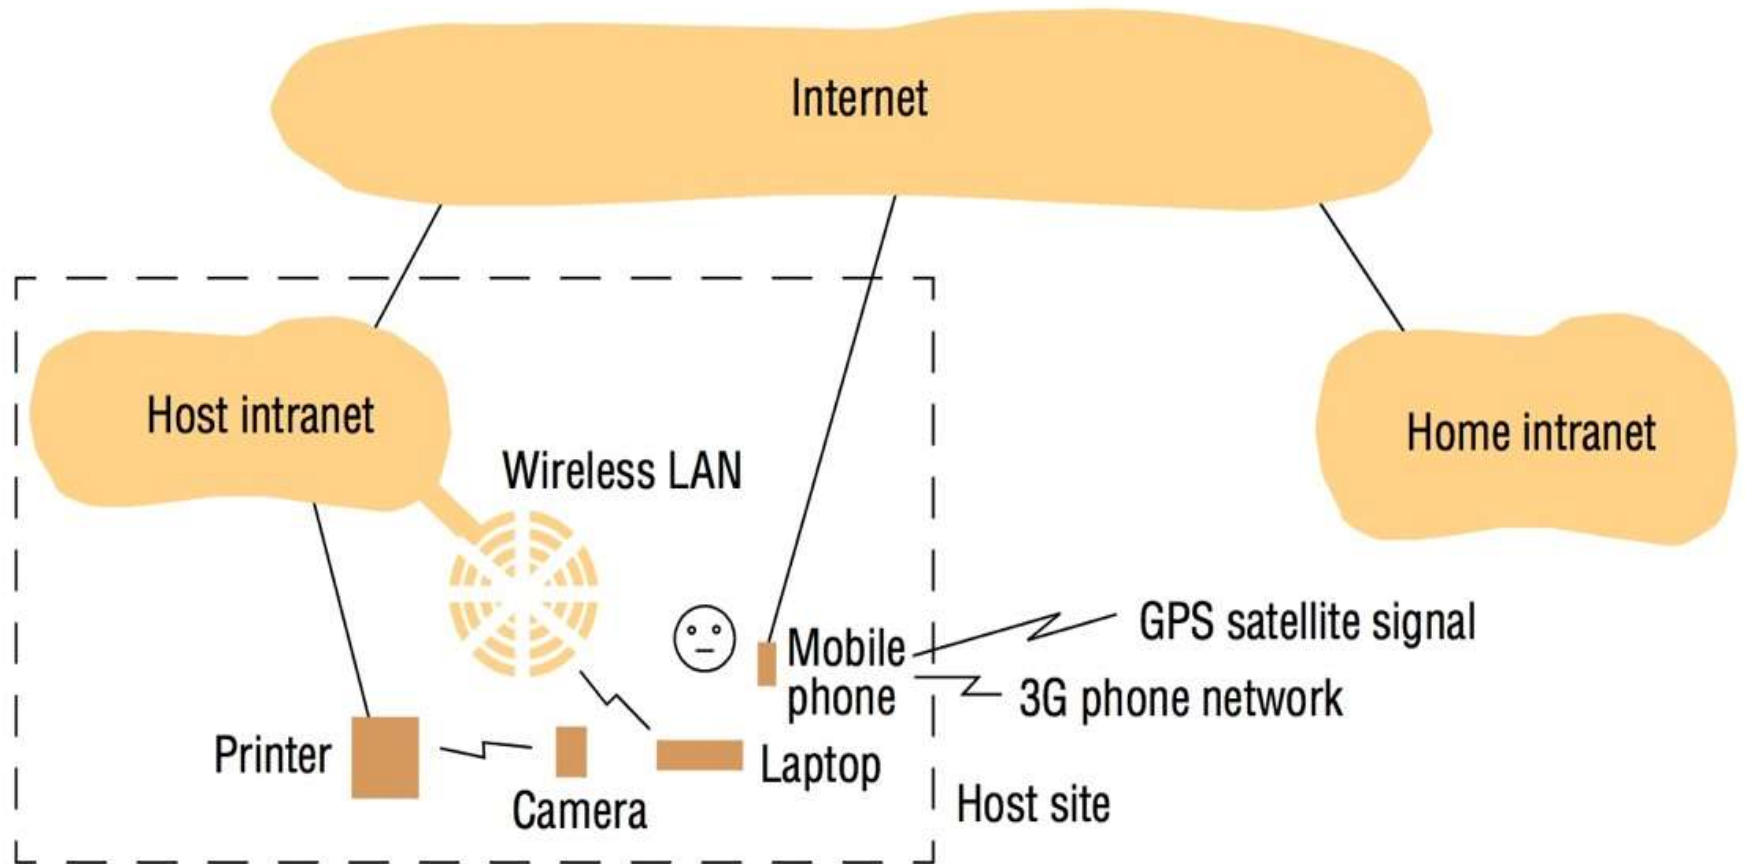 Internet
Host intranet
Wireless LAN
Home intranet
Mobile
phone
GPS satellite signal
3G phone network
Printer
Camera
Laptop
Host site